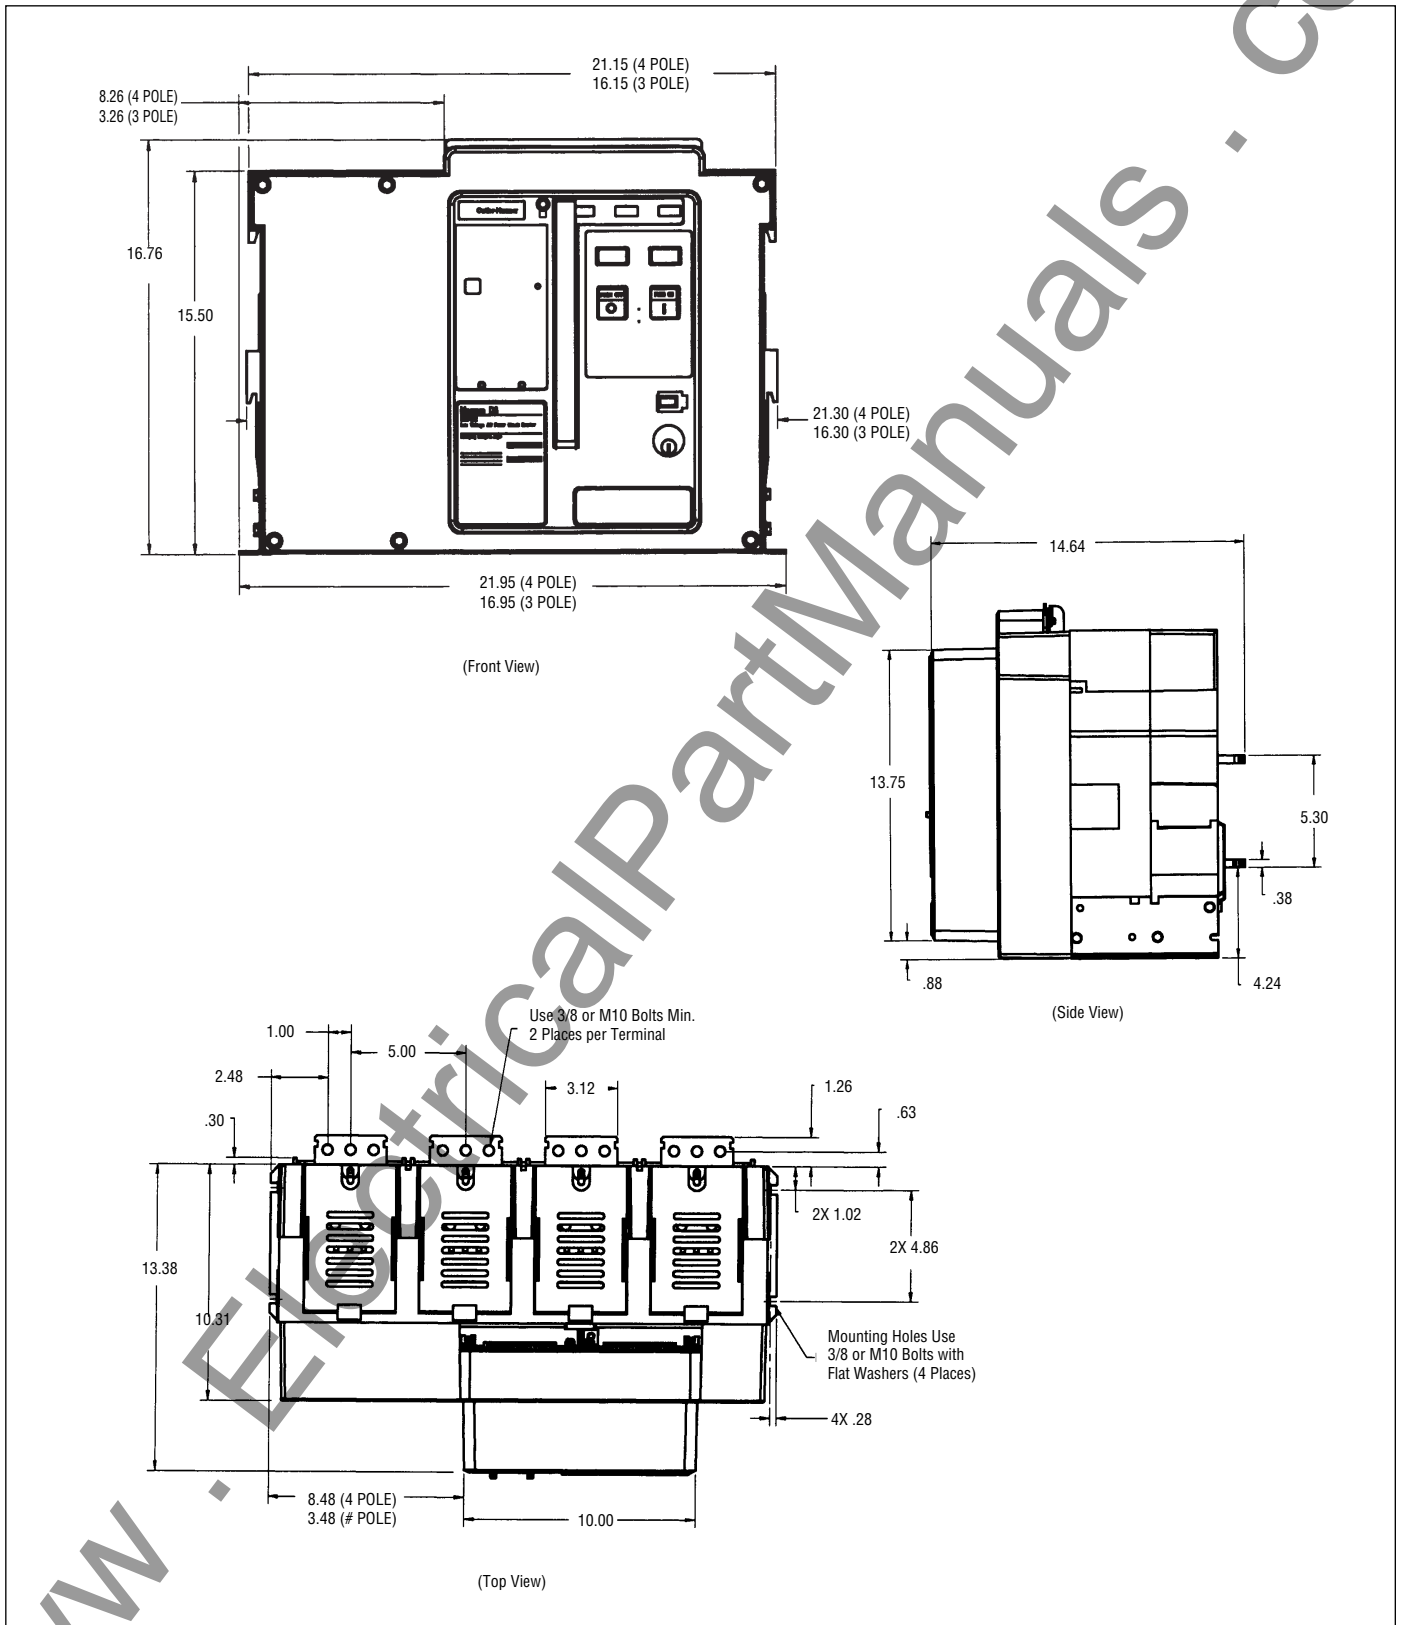 21.15 (4 POLE)
16.15 (3 POLE)
8.26 (4 POLE)
3.26 (3 POLE)
16.76
15.50
Cutler-Hammer
21.30 (4 POLE)
16.30 (3 POLE)
21.95 (4 POLE)
16.95 (3 POLE)
(Front View)
14.64
13.75
5.30
.38
.88
4.24
(Side View)
Use 3/8 or M10 Bolts Min.
2 Places per Terminal
1.00
5.00
2.48
3.12
1.26
.63
.30
2X 1.02
2X 4.86
13.38
10.31
Mounting Holes Use
3/8 or M10 Bolts with
Flat Washers (4 Places)
4X .28
8.48 (4 POLE)
3.48 (# POLE)
10.00
(Top View)
w . ElectricalPartManuals . co